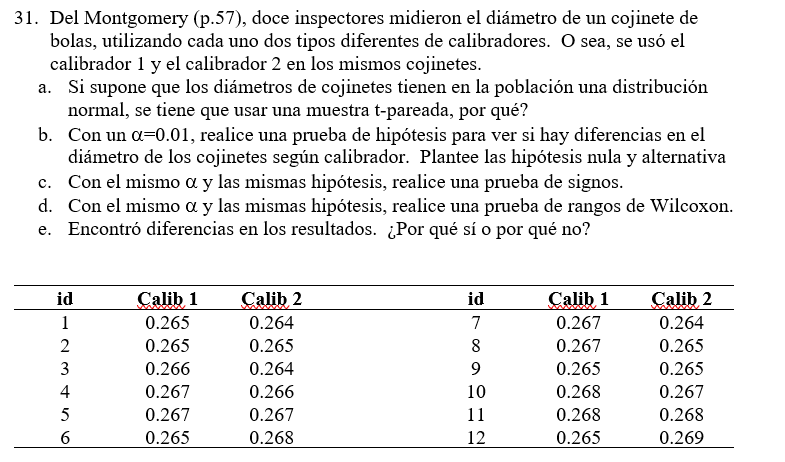 31. Del Montgomery (p.57), doce inspectores midieron el diámetro de un cojinete de
bolas, utilizando cada uno dos tipos diferentes de calibradores. O sea, se usó el
calibrador 1 y el calibrador 2 en los mismos cojinetes.
a. Si supone que los diámetros de cojinetes tienen en la población una distribución
normal, se tiene que usar una muestra t-pareada, por qué?
b. Con un α=0.01, realice una prueba de hipótesis para ver si hay diferencias en el
diámetro de los cojinetes según calibrador. Plantee las hipótesis nula y alternativa
c. Con el mismo α y las mismas hipótesis, realice una prueba de signos.
d. Con el mismo α y las mismas hipótesis, realice una prueba de rangos de Wilcoxon.
e. Encontró diferencias en los resultados. ¿Por qué sí o por qué no?
id Calib 1 Calib 2 id Calib 1 Calib 2
1 0.265 0.264 7 0.267 0.264
2 0.265 0.265 8 0.267 0.265
3 0.266 0.264 9 0.265 0.265
4 0.267 0.266 10 0.268 0.267
5 0.267 0.267 11 0.268 0.268
6 0.265 0.268 12 0.265 0.269